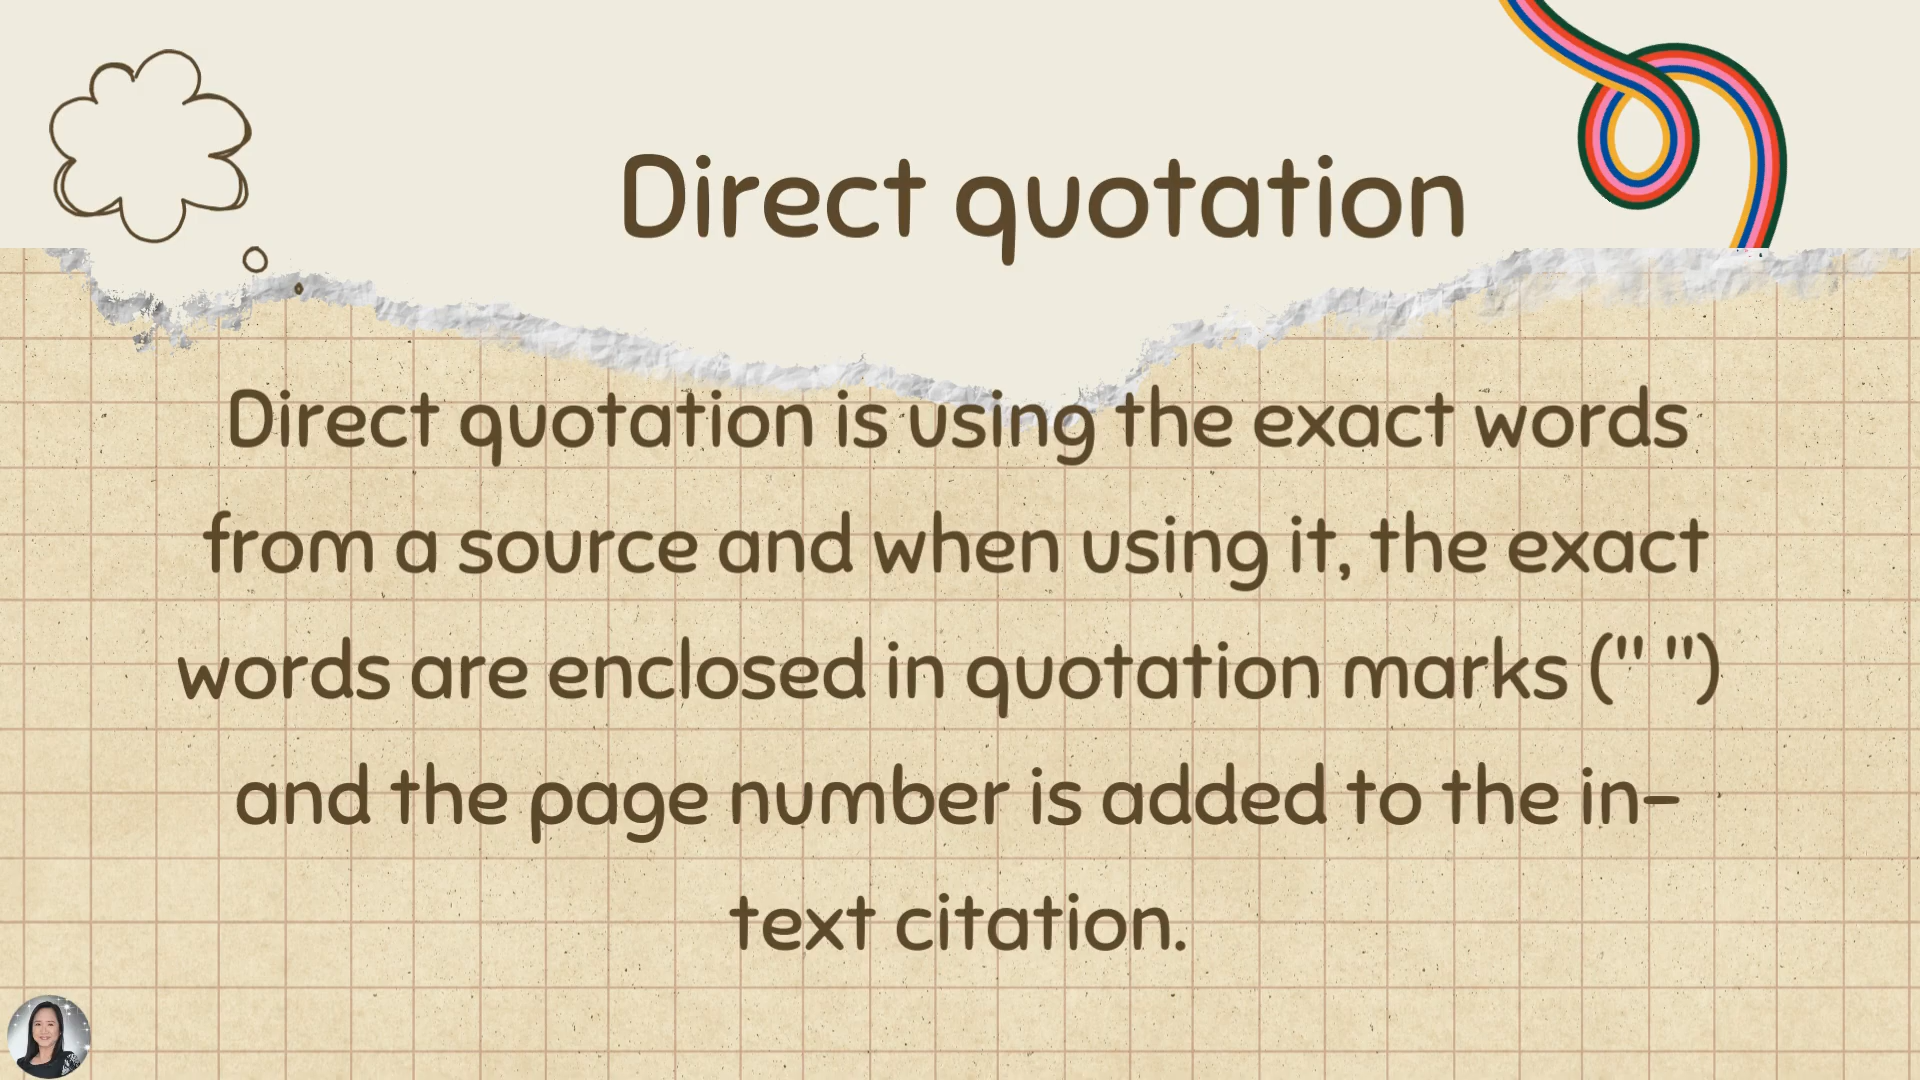 Direct quotation
Direct quotation is using the exact words
from a source and when using it, the exact
words are enclosed in quotation marks (" ")
and the page number is added to the in-
text citation.